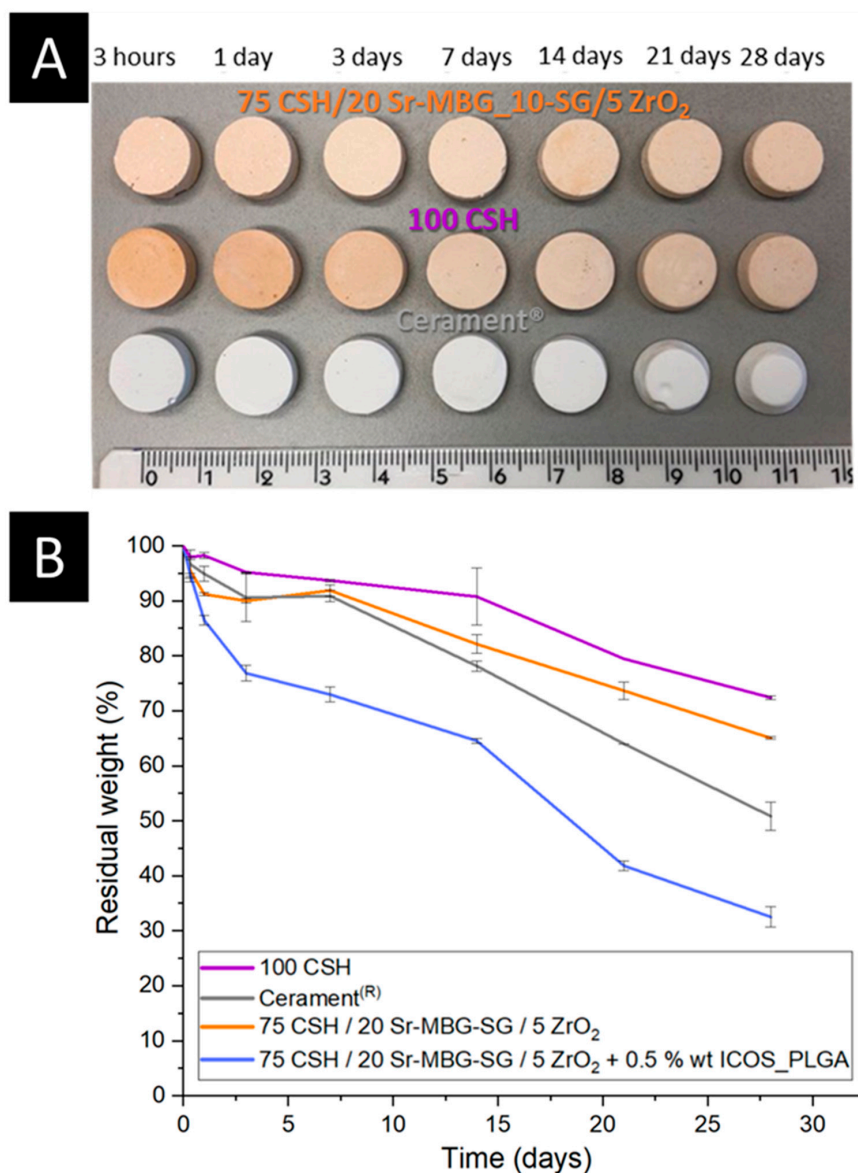 A
3 hours 1 day 3 days 7 days 14 days 21 days 28 days
75 CSH/20 Sr-MBG_10-SG/5 ZrO₂
100 CSH
Cerament®
0 1 2 3 4 5 6 7 8 9 10 11
B
100
90
80
70
60
50
40
30
20
10
0
Residual weight (%)
100 CSH
Cerament(R)
75 CSH / 20 Sr-MBG-SG / 5 ZrO₂
75 CSH / 20 Sr-MBG-SG / 5 ZrO₂ + 0.5 % wt ICOS_PLGA
0 5 10 15 20 25 30
Time (days)